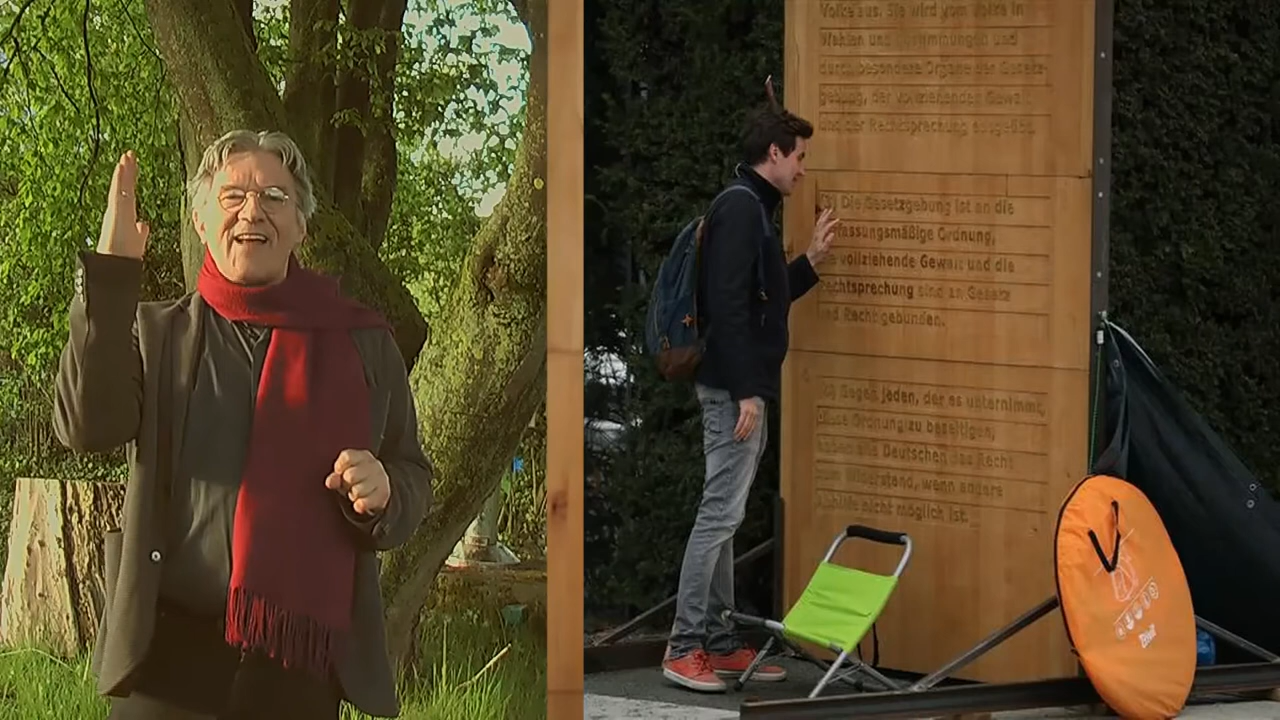 Volke aus. Sie wird vom Volke in
Wahlen und Abstimmungen und
durch besondere Organe der Gesetz-
gebung, der vollziehenden Gewalt
und der Rechtsprechung ausgeübt.
(3) Die Gesetzgebung ist an die
fassungsmäßige Ordnung,
vollziehende Gewalt und die
echtsprechung sind an Gesetz
und Recht gebunden.
(4) Gegen jeden, der es unternimmt,
diese Ordnung zu beseitigen,
haben alle Deutschen das Recht
zum Widerstand, wenn andere
Abhilfe nicht möglich ist.